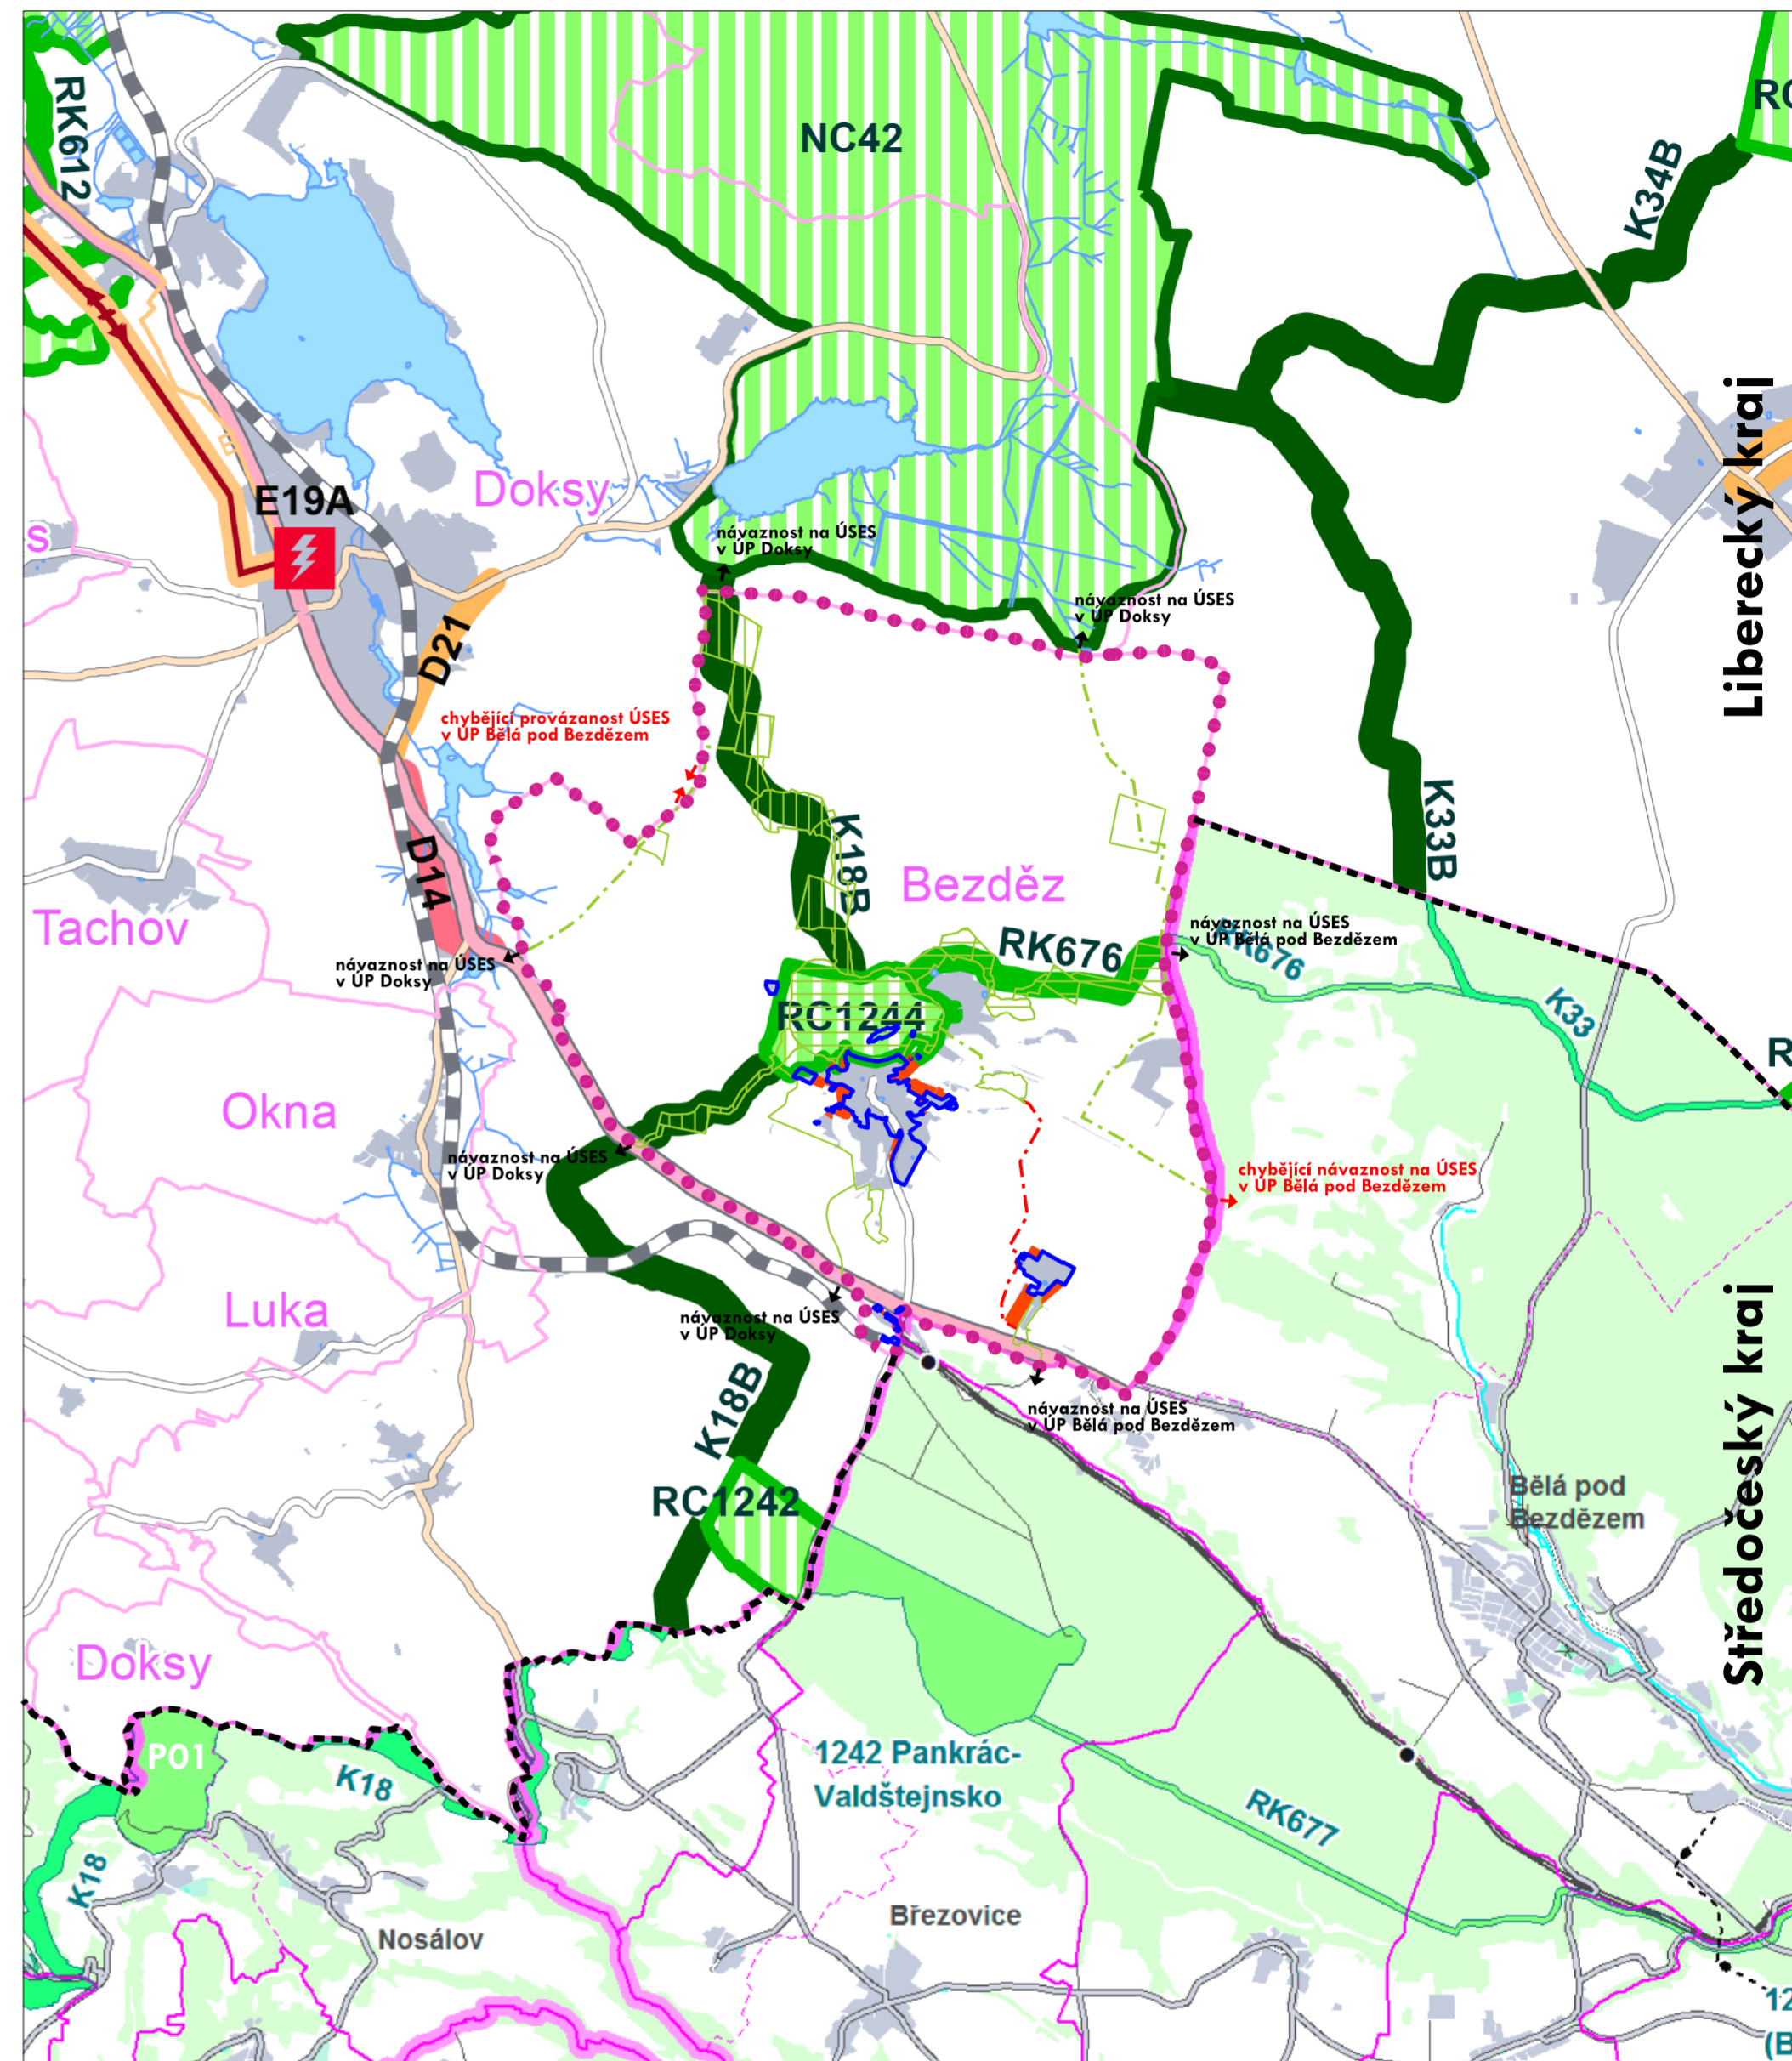 RK612
NC42
RC
K34B
Liberecký kraj
E19A
Doksy
s
návaznost na ÚSES
v ÚP Doksy
návaznost na ÚSES
v ÚP Doksy
D21
chybějící provázanost ÚSES
v ÚP Bělá pod Bezdězem
K33B
K18B
D14
Bezděz
Tachov
RK676
návaznost na ÚSES
v ÚP Bělá pod Bezdězem
RK676
návaznost na ÚSES
v ÚP Doksy
RC1244
K33
R
Okna
návaznost na ÚSES
v ÚP Doksy
chybějící návaznost na ÚSES
v ÚP Bělá pod Bezdězem
Luka
návaznost na ÚSES
v ÚP Doksy
Středočeský kraj
K18B
návaznost na ÚSES
v ÚP Bělá pod Bezdězem
RC1242
Bělá pod
Bezdězem
Doksy
P01
K18
1242 Pankrác-
Valdštejnsko
RK677
K18
Březovice
Nosálov
12
(B